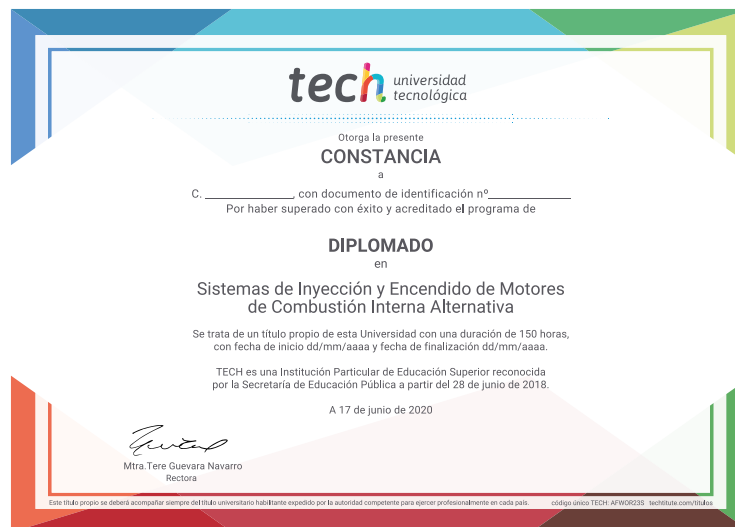 tech universidad
tecnológica
Otorga la presente
CONSTANCIA
a
C. ______________, con documento de identificación nº______________
Por haber superado con éxito y acreditado el programa de
DIPLOMADO
en
Sistemas de Inyección y Encendido de Motores
de Combustión Interna Alternativa
Se trata de un título propio de esta Universidad con una duración de 150 horas,
con fecha de inicio dd/mm/aaaa y fecha de finalización dd/mm/aaaa.
TECH es una Institución Particular de Educación Superior reconocida
por la Secretaría de Educación Pública a partir del 28 de junio de 2018.
A 17 de junio de 2020
Mtra.Tere Guevara Navarro
Rectora
Este título propio se deberá acompañar siempre del título universitario habilitante expedido por la autoridad competente para ejercer profesionalmente en cada país. código único TECH: AFWOR23S techtitute.com/titulos